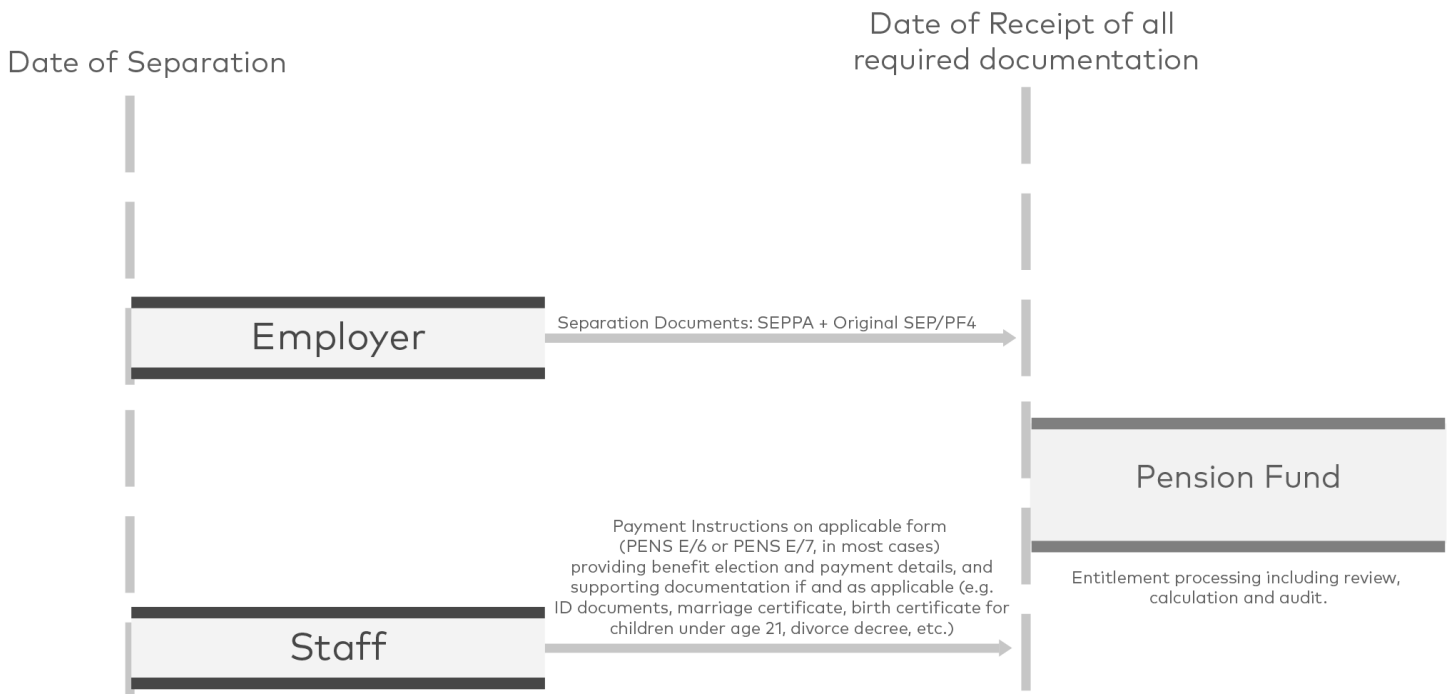 Date of Separation
Date of Receipt of all
required documentation
Employer
Separation Documents: SEPPA + Original SEP/PF4
Pension Fund
Entitlement processing including review,
calculation and audit.
Payment Instructions on applicable form
(PENS E/6 or PENS E/7, in most cases)
providing benefit election and payment details, and
supporting documentation if and as applicable (e.g.
ID documents, marriage certificate, birth certificate for
children under age 21, divorce decree, etc.)
Staff